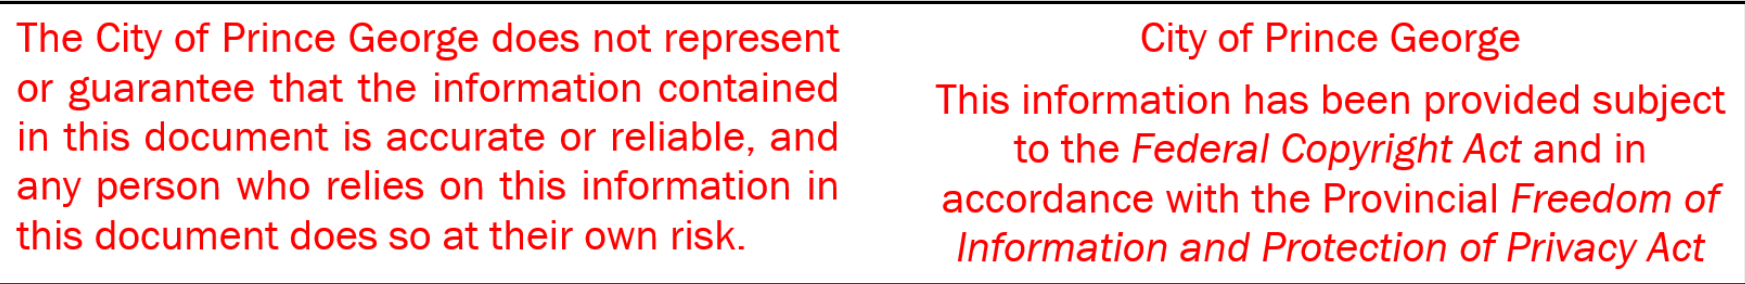 The City of Prince George does not represent
or guarantee that the information contained
in this document is accurate or reliable, and
any person who relies on this information in
this document does so at their own risk.
City of Prince George
This information has been provided subject
to the Federal Copyright Act and in
accordance with the Provincial Freedom of
Information and Protection of Privacy Act